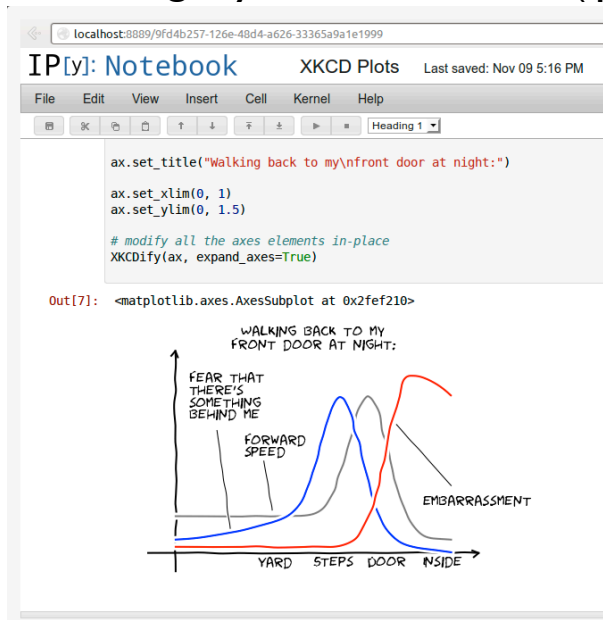 localhost:8889/9fd4b257-126e-48d4-a626-33365a9a1e1999
IP[y]: Notebook XKCD Plots Last saved: Nov 09 5:16 PM
File Edit View Insert Cell Kernel Help
Heading 1
ax.set_title("Walking back to my\nfront door at night:")
ax.set_xlim(0, 1)
ax.set_ylim(0, 1.5)
# modify all the axes elements in-place
XKCDify(ax, expand_axes=True)
Out[7]: <matplotlib.axes.AxesSubplot at 0x2fef210>
WALKING BACK TO MY
FRONT DOOR AT NIGHT:
FEAR THAT
THERE'S
SOMETHING
BEHIND ME
FORWARD
SPEED
EMBARRASSMENT
YARD STEPS DOOR INSIDE